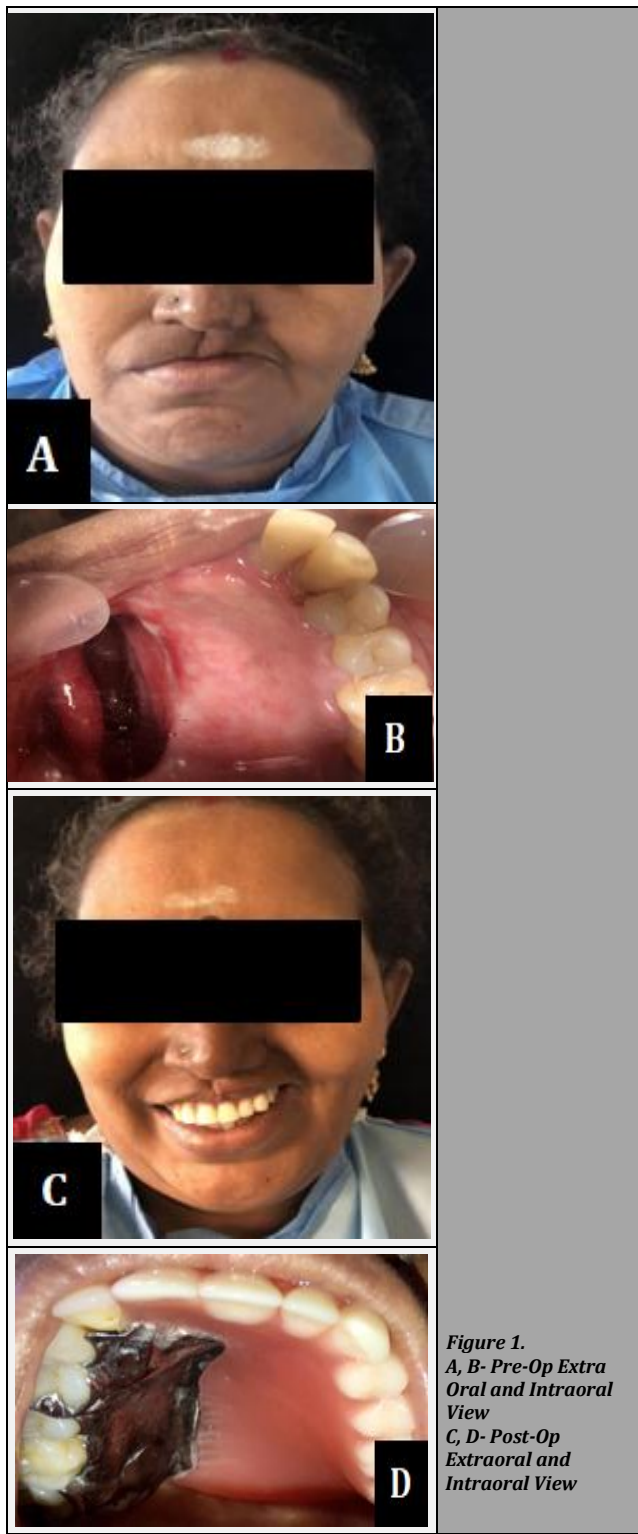 A
B
C
D
Figure 1.
A, B- Pre-Op Extra
Oral and Intraoral
View
C, D- Post-Op
Extraoral and
Intraoral View